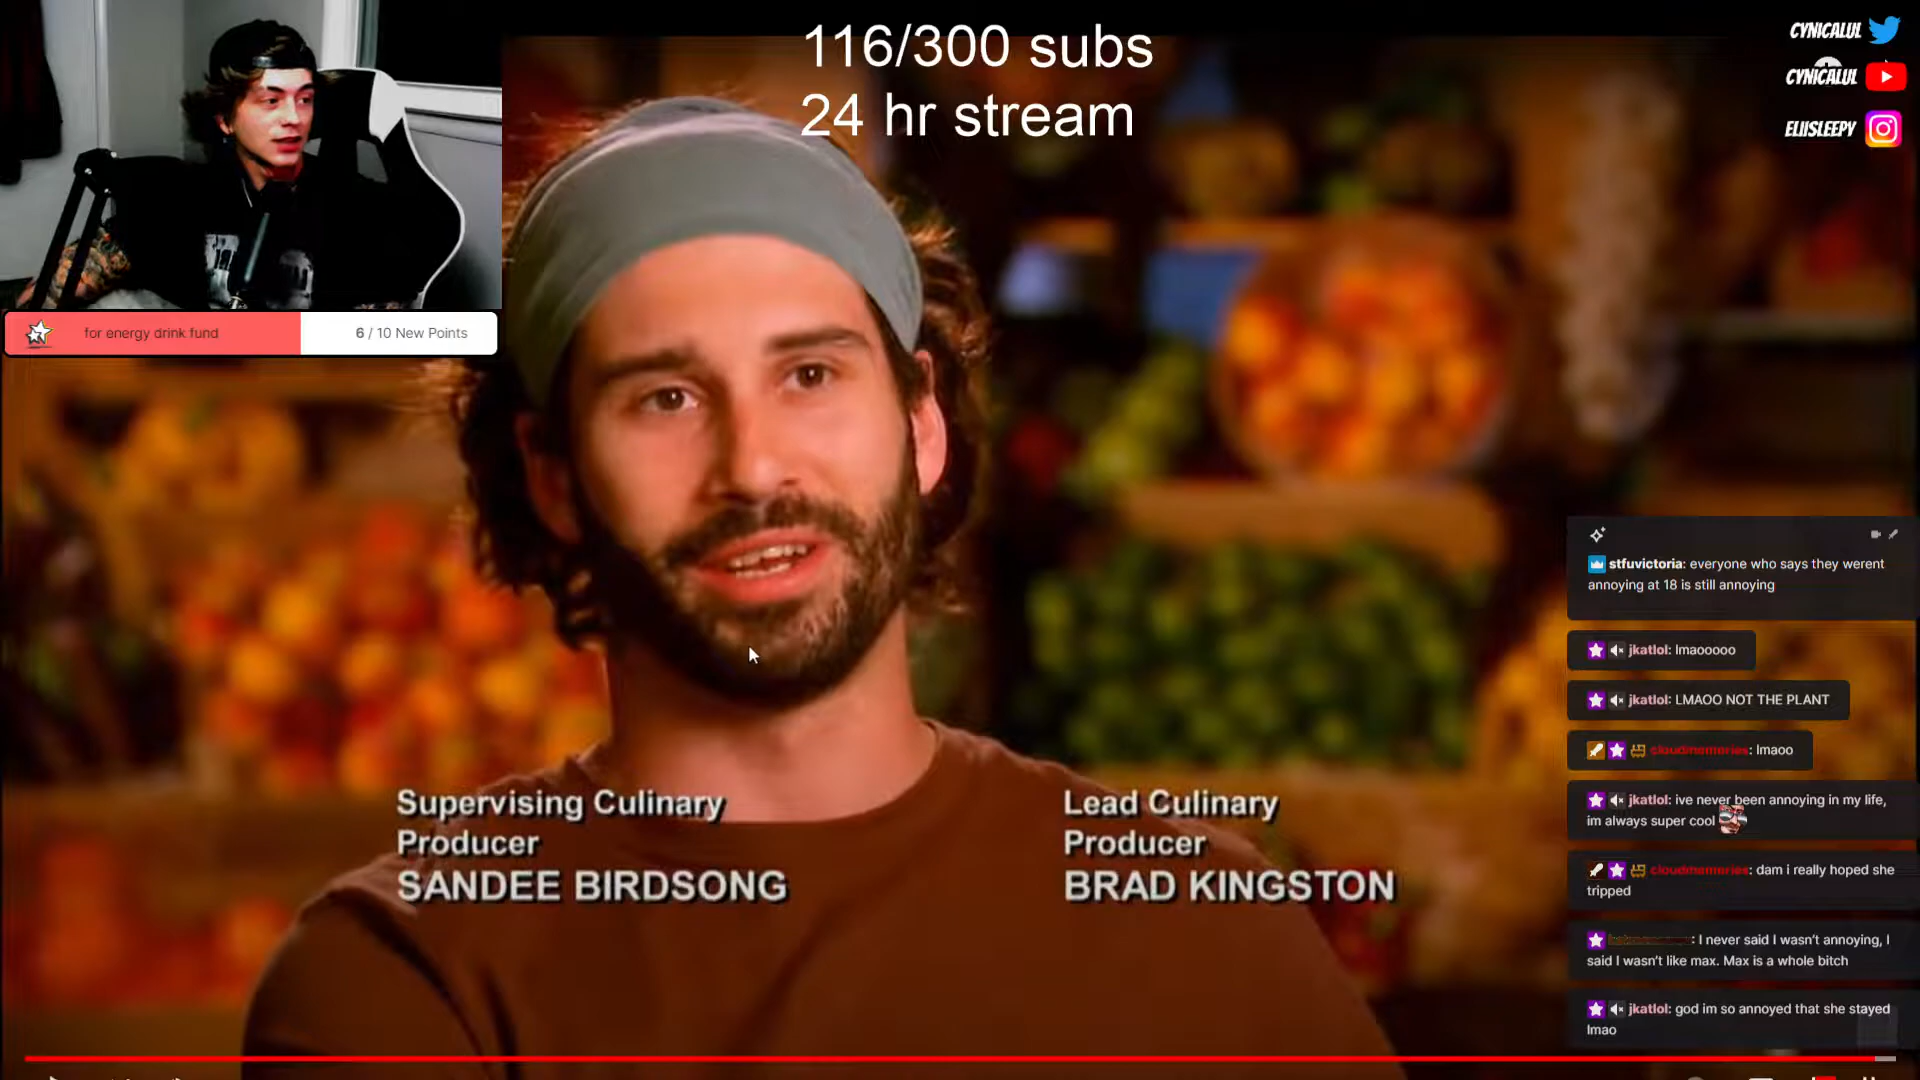 116/300 subs
24 hr stream
CYNICALUL
CYNICALUL
ELIISLEEPY
for energy drink fund
6 / 10 New Points
stfuvictoria: everyone who says they werent
annoying at 18 is still annoying
jkatlol: lmaooooo
jkatlol: LMAOO NOT THE PLANT
cloudmemories: lmaoo
jkatlol: ive never been annoying in my life,
im always super cool
cloudmemories: dam i really hoped she
tripped
: I never said I wasn't annoying, I
said I wasn't like max. Max is a whole bitch
jkatlol: god im so annoyed that she stayed
lmao
Supervising Culinary
Producer
SANDEE BIRDSONG
Lead Culinary
Producer
BRAD KINGSTON